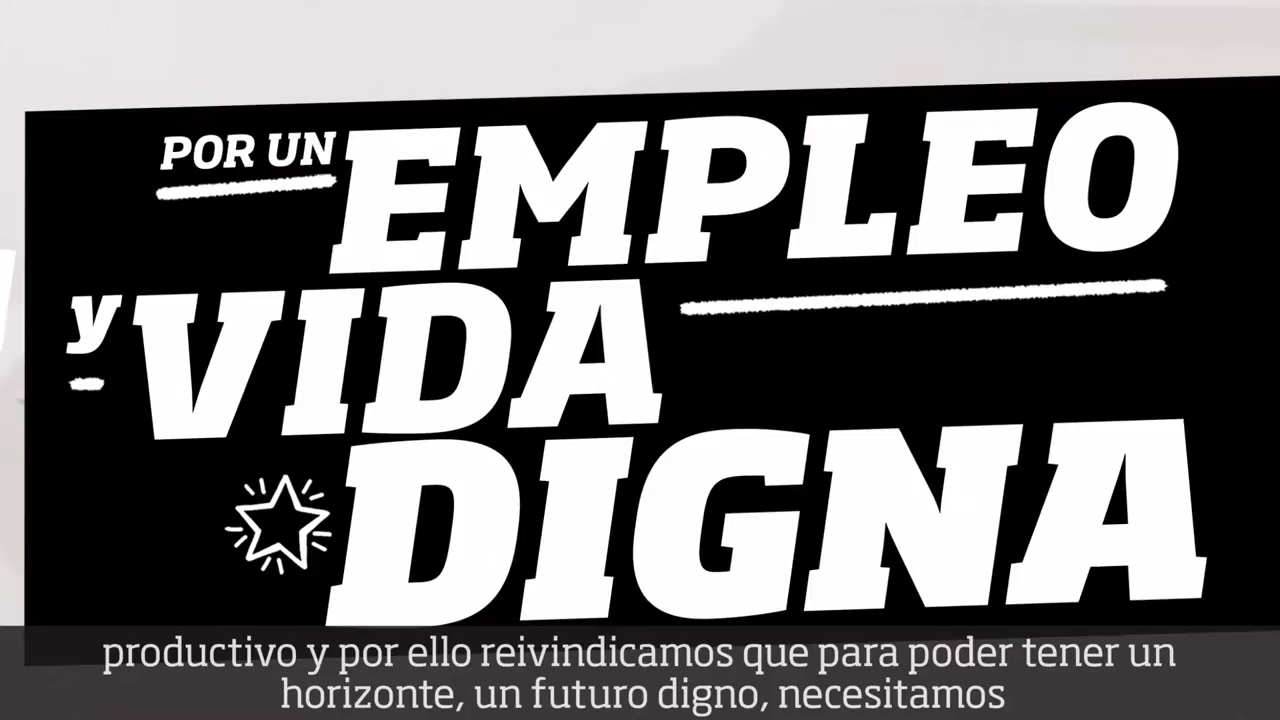 POR UN EMPLEO
y VIDA
DIGNA
productivo y por ello reivindicamos que para poder tener un
horizonte, un futuro digno, necesitamos